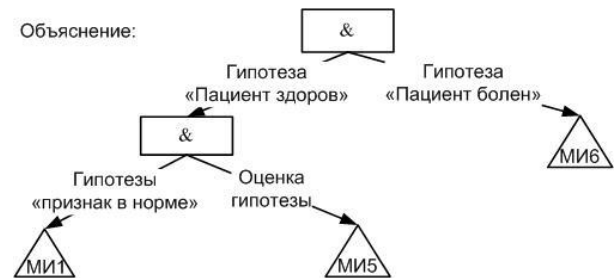 Объяснение:
&
Гипотеза
«Пациент здоров»
Гипотеза
«Пациент болен»
&
МИ6
Гипотезы
«признак в норме»
Оценка
гипотезы
МИ1
МИ5